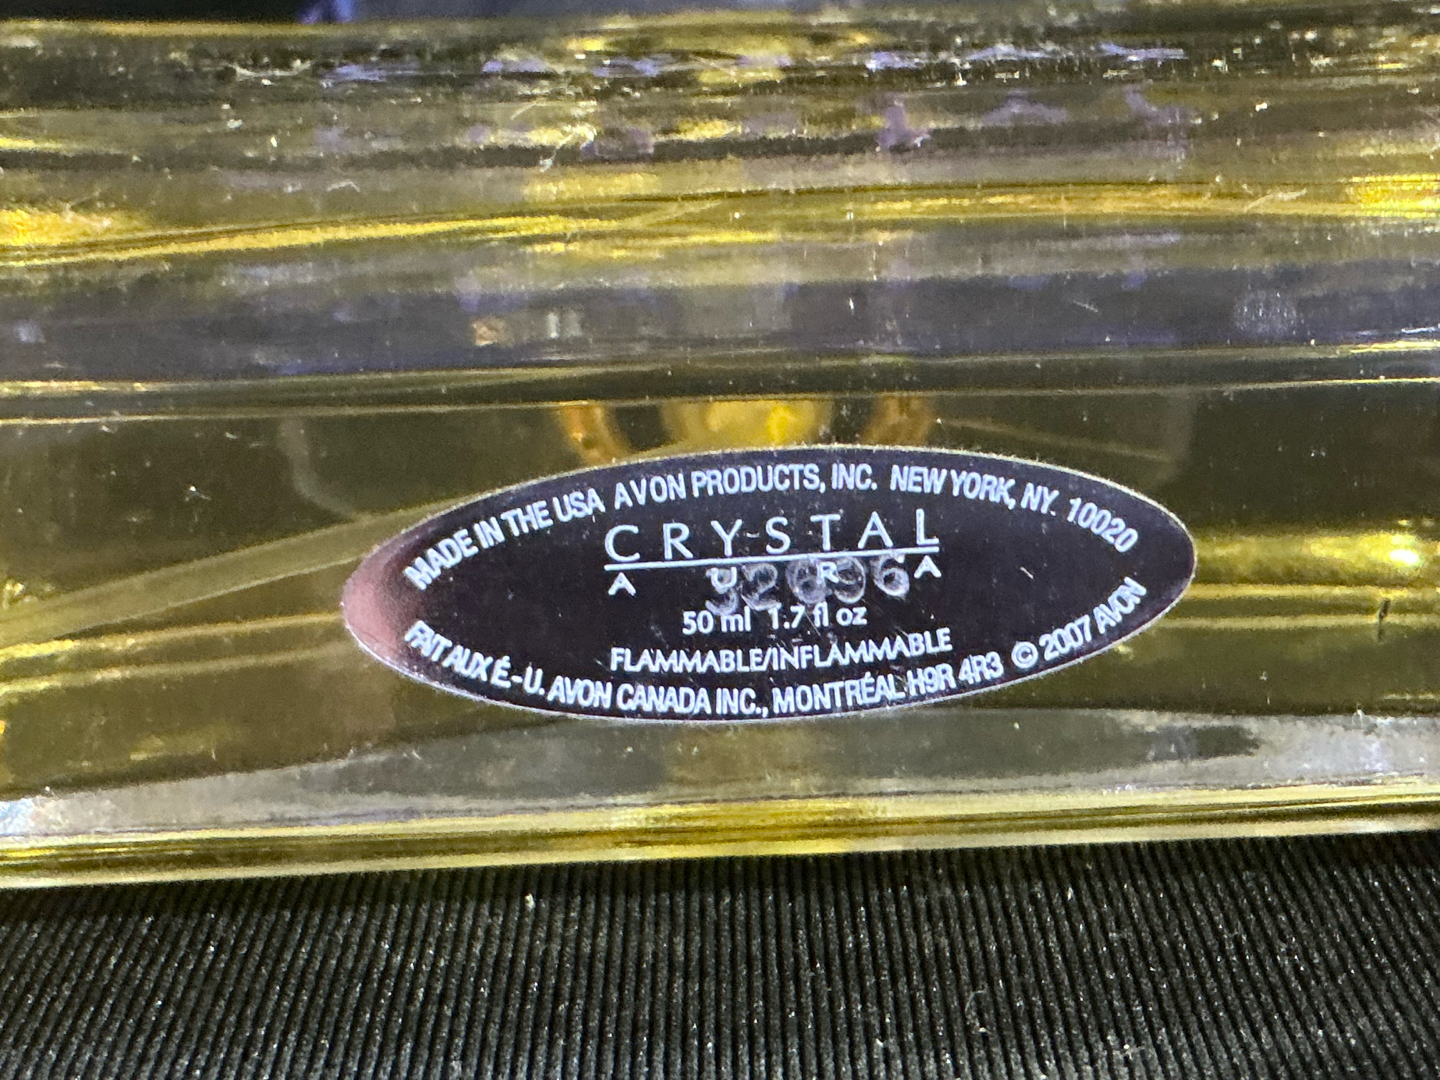 MADE IN THE USA AVON PRODUCTS, INC. NEW YORK, NY. 10020
CRYSTAL
AURA
50 ml 1.7 fl oz
FLAMMABLE/INFLAMMABLE
FAIT AUX É.-U. AVON CANADA INC., MONTRÉAL H9R 4R3 © 2007 AVON